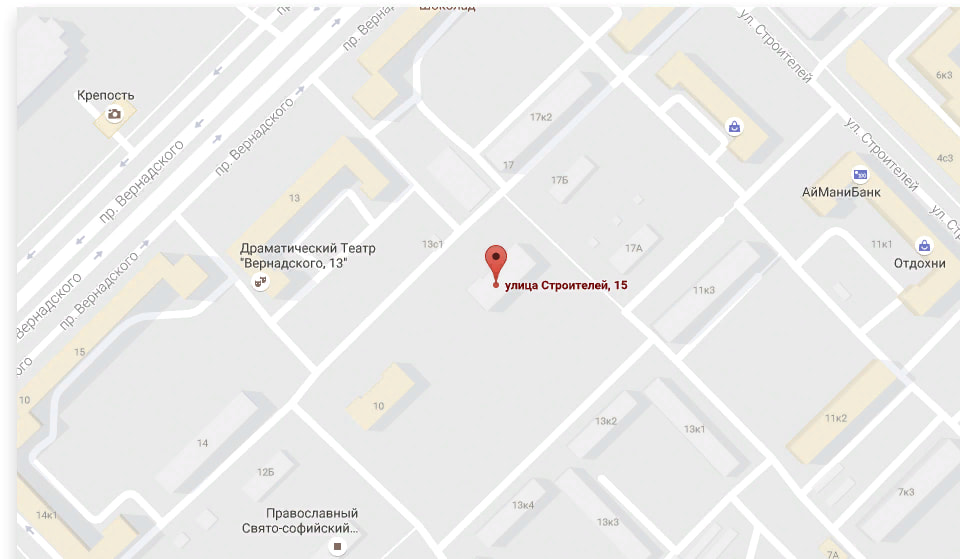 Шоколад
пр. Вернадского
ул. Строителей
6к3
Крепость
17к2
ул. Строителей
4с3
пр. Вернадского
пр. Вернадского
17
17Б
АйМаниБанк
13
ул. Ст
13с1
17А
11к1
Драматический Театр
"Вернадского, 13"
Отдохни
улица Строителей, 15
11к3
пр. Вернадского
Вернадского
15
10
10
11к2
14
13к2
13к1
12Б
7к3
13к4
14к1
Православный
Свято-софийский...
13к3
7А